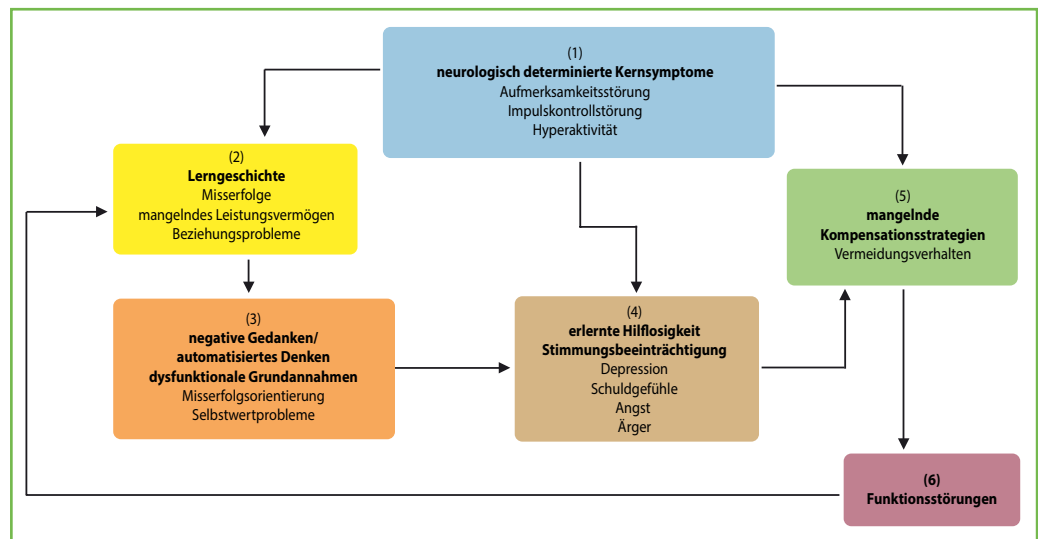 (1)
neurologisch determinierte Kernsymptome
Aufmerksamkeitsstörung
Impulskontrollstörung
Hyperaktivität
(2)
Lerngeschichte
Misserfolge
mangelndes Leistungsvermögen
Beziehungsprobleme
(3)
negative Gedanken/
automatisiertes Denken
dysfunktionale Grundannahmen
Misserfolgsorientierung
Selbstwertprobleme
(4)
erlernte Hilflosigkeit
Stimmungsbeeinträchtigung
Depression
Schuldgefühle
Angst
Ärger
(5)
mangelnde
Kompensationsstrategien
Vermeidungsverhalten
(6)
Funktionsstörungen